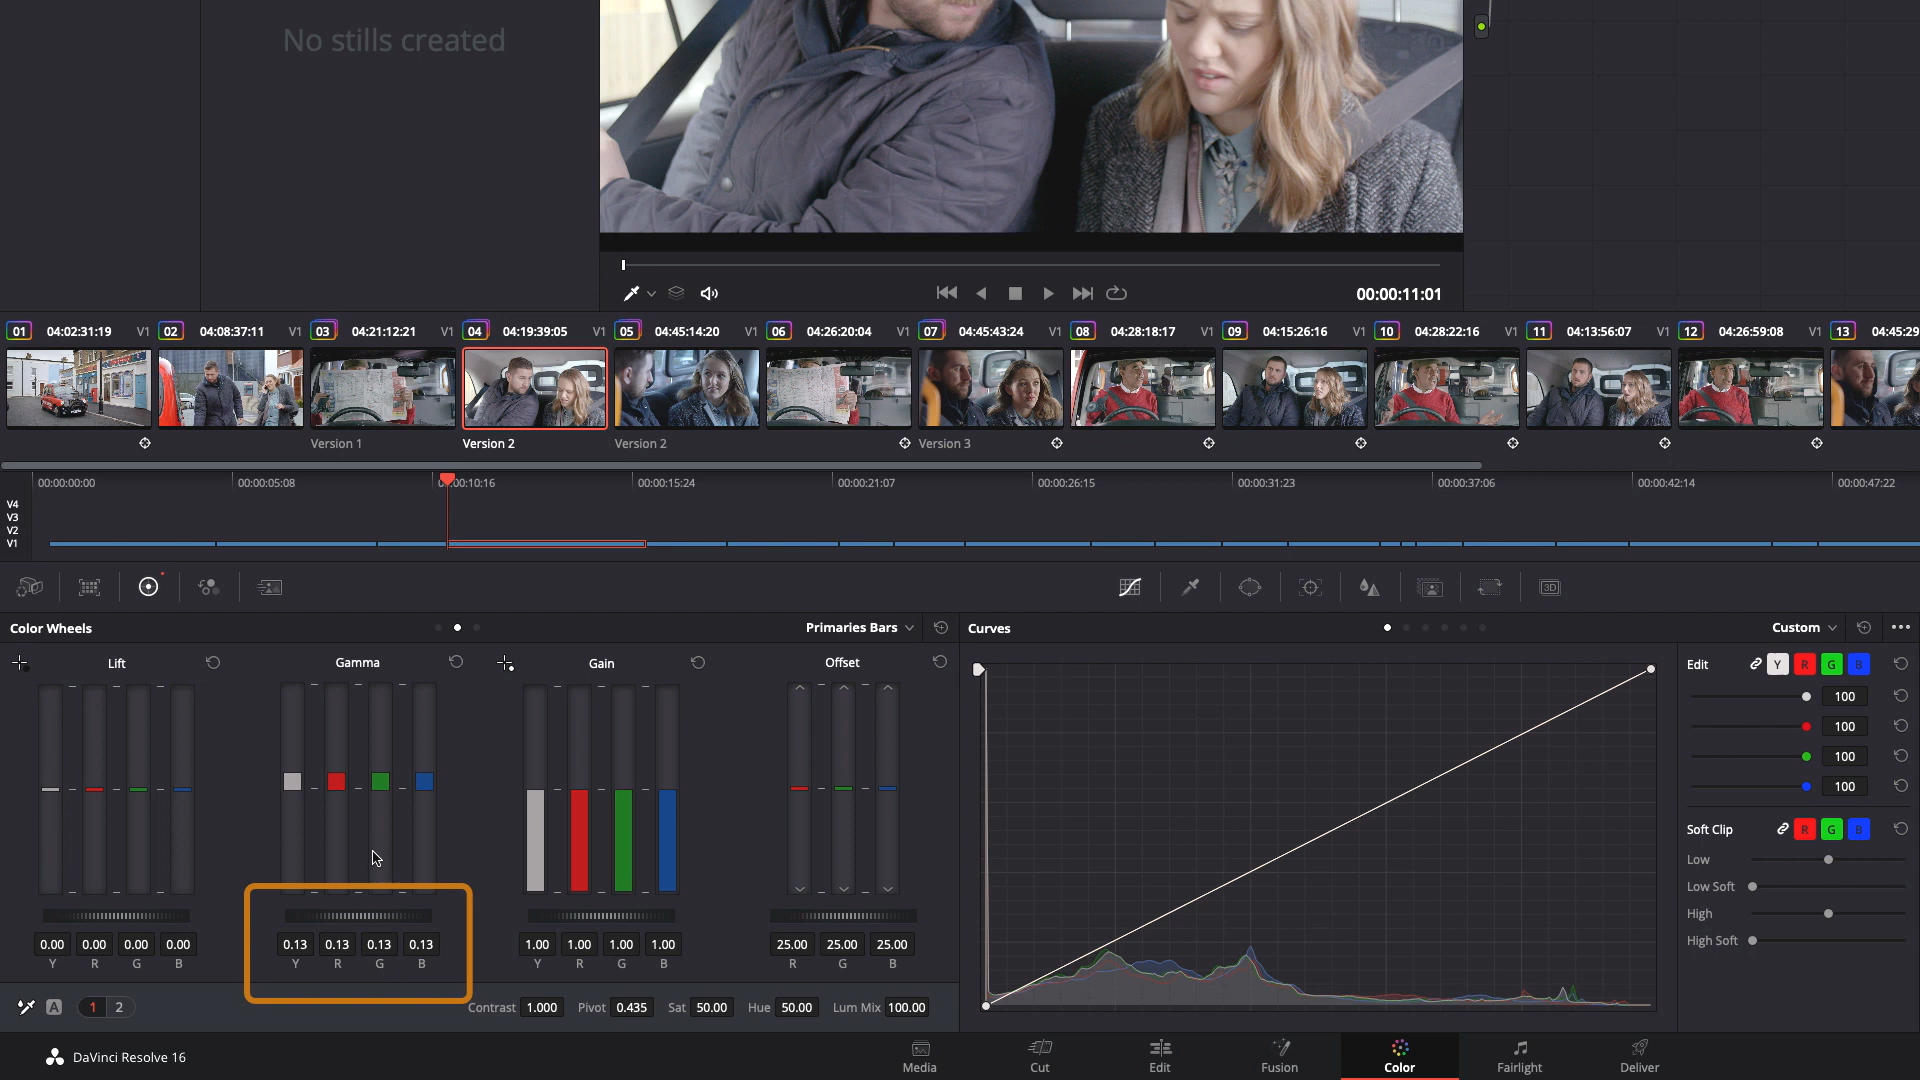 No stills created
00:00:11:01
01 04:02:31:19 V1 02 04:08:37:11 V1 03 04:21:12:21 V1 04 04:19:39:05 V1 05 04:45:14:20 V1 06 04:26:20:04 V1 07 04:45:43:24 V1 08 04:28:18:17 V1 09 04:15:26:16 V1 10 04:28:22:16 V1 11 04:13:56:07 V1 12 04:26:59:08 V1 13 04:45:29
Version 1 Version 2 Version 2 Version 3
00:00:00:00 00:00:05:08 00:00:10:16 00:00:15:24 00:00:21:07 00:00:26:15 00:00:31:23 00:00:37:06 00:00:42:14 00:00:47:22
V4
V3
V2
V1
3D
Color Wheels Primaries Bars
Lift Gamma Gain Offset
0.00 0.00 0.00 0.00 0.13 0.13 0.13 0.13 1.00 1.00 1.00 1.00 25.00 25.00 25.00
Y R G B Y R G B Y R G B R G B
A 1 2 Contrast 1.000 Pivot 0.435 Sat 50.00 Hue 50.00 Lum Mix 100.00
Curves Custom
Edit Y R G B
100
100
100
100
Soft Clip R G B
Low
Low Soft
High
High Soft
DaVinci Resolve 16
Media Cut Edit Fusion Color Fairlight Deliver